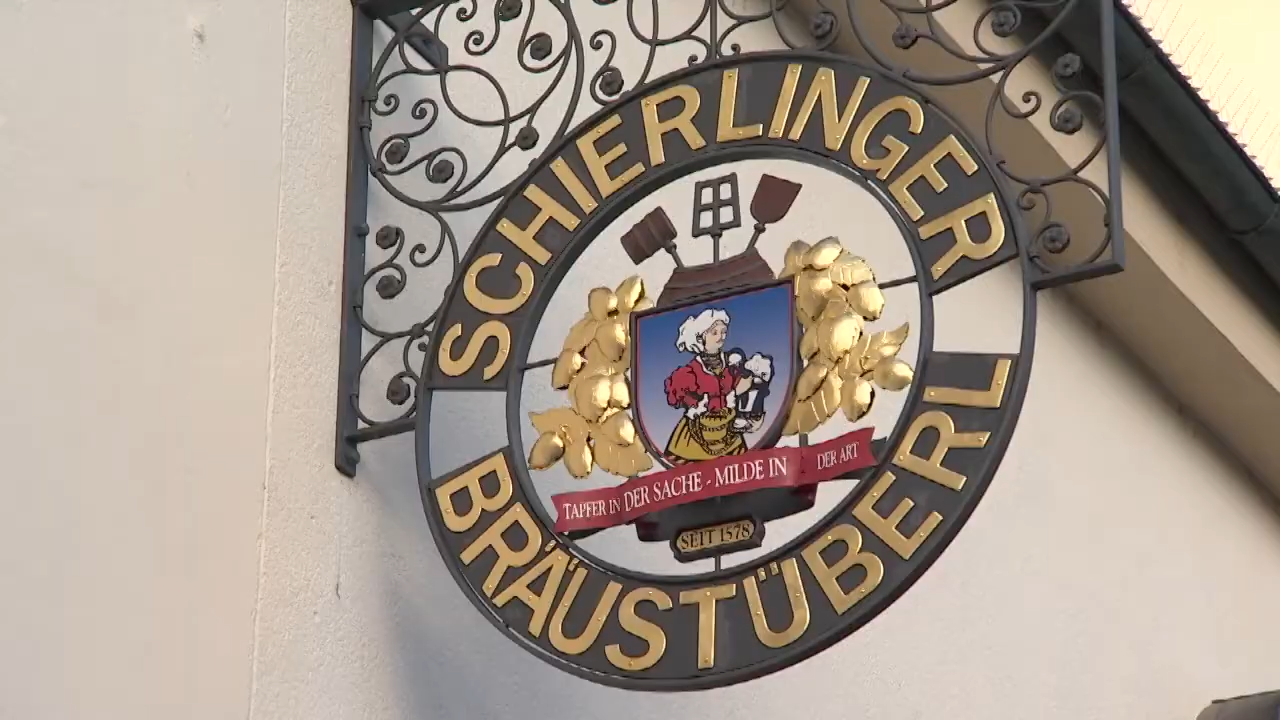 SCHIERLINGER
TAPFER IN DER SACHE - MILDE IN DER ART
SEIT 1578
BRÄUSTÜBERL